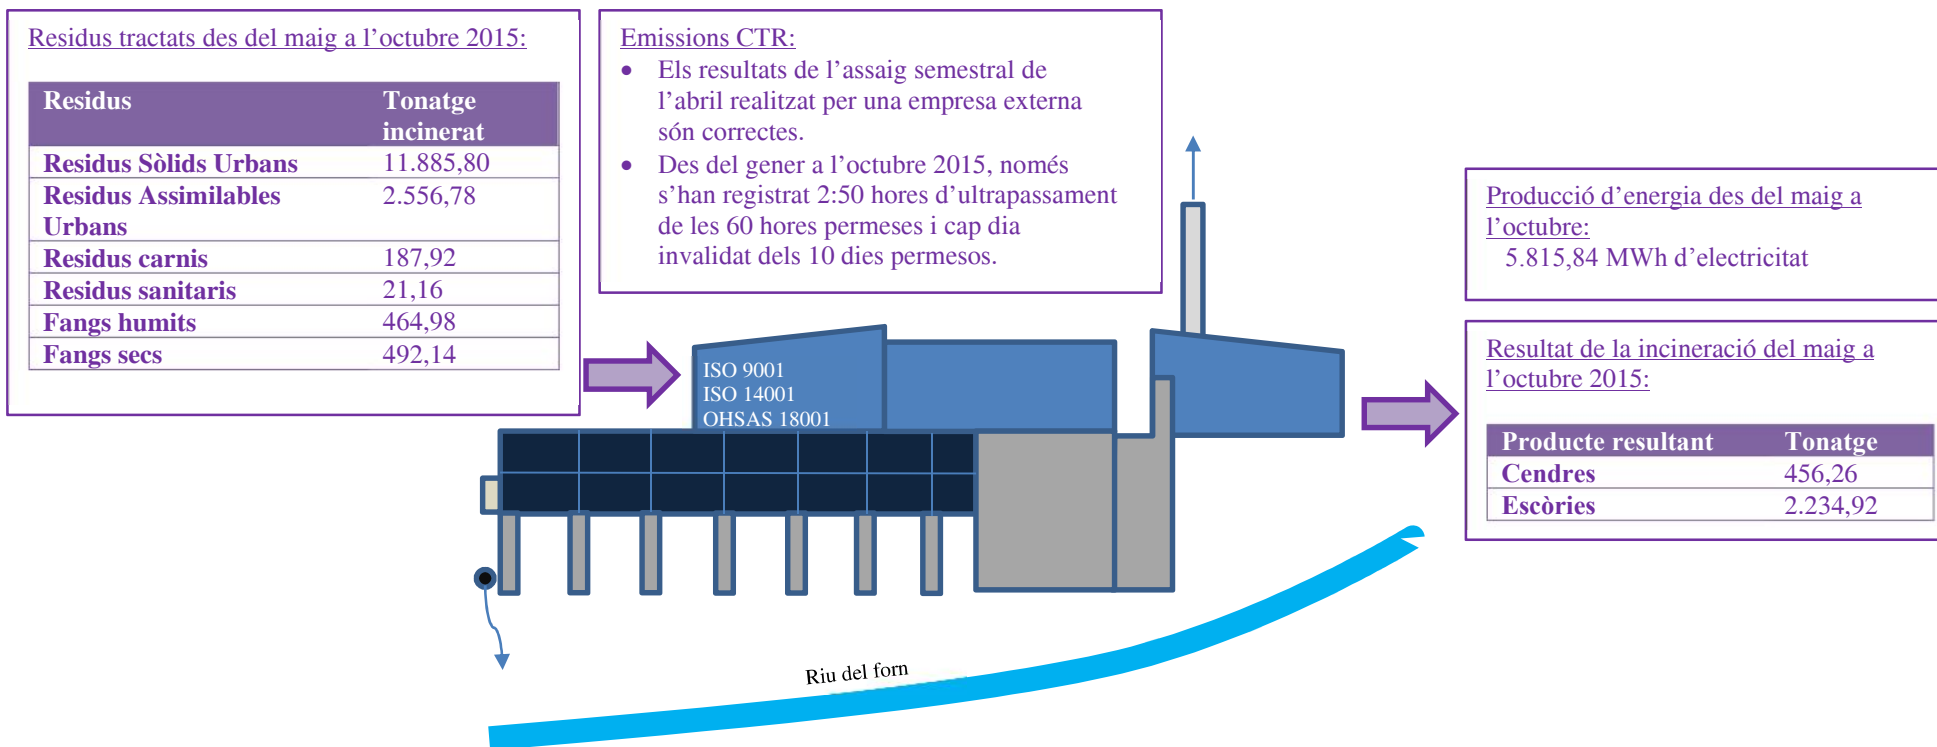 Residus tractats des del maig a l’octubre 2015:
Residus Tonatge
incinerat
Residus Sòlids Urbans 11.885,80
Residus Assimilables 2.556,78
Urbans
Residus carnis 187,92
Residus sanitaris 21,16
Fangs humits 464,98
Fangs secs 492,14
Emissions CTR:
• Els resultats de l’assaig semestral de
l’abril realitzat per una empresa externa
són correctes.
• Des del gener a l’octubre 2015, només
s’han registrat 2:50 hores d’ultrapassament
de les 60 hores permeses i cap dia
invalidat dels 10 dies permesos.
ISO 9001
ISO 14001
OHSAS 18001
Riu del forn
Producció d’energia des del maig a
l’octubre:
5.815,84 MWh d’electricitat
Resultat de la incineració del maig a
l’octubre 2015:
Producte resultant Tonatge
Cendres 456,26
Escòries 2.234,92